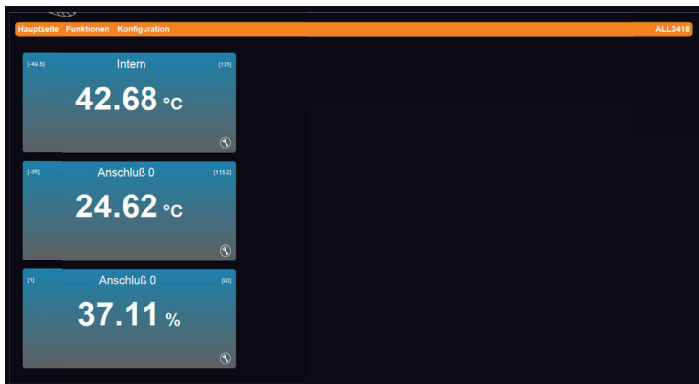 Hauptseite Funktionen Konfiguration ALL3418
[-49.5] Intern [135]
42.68 °C
[-36] Anschluß 0 [1152]
24.62 °C
[1] Anschluß 0
37.11 %